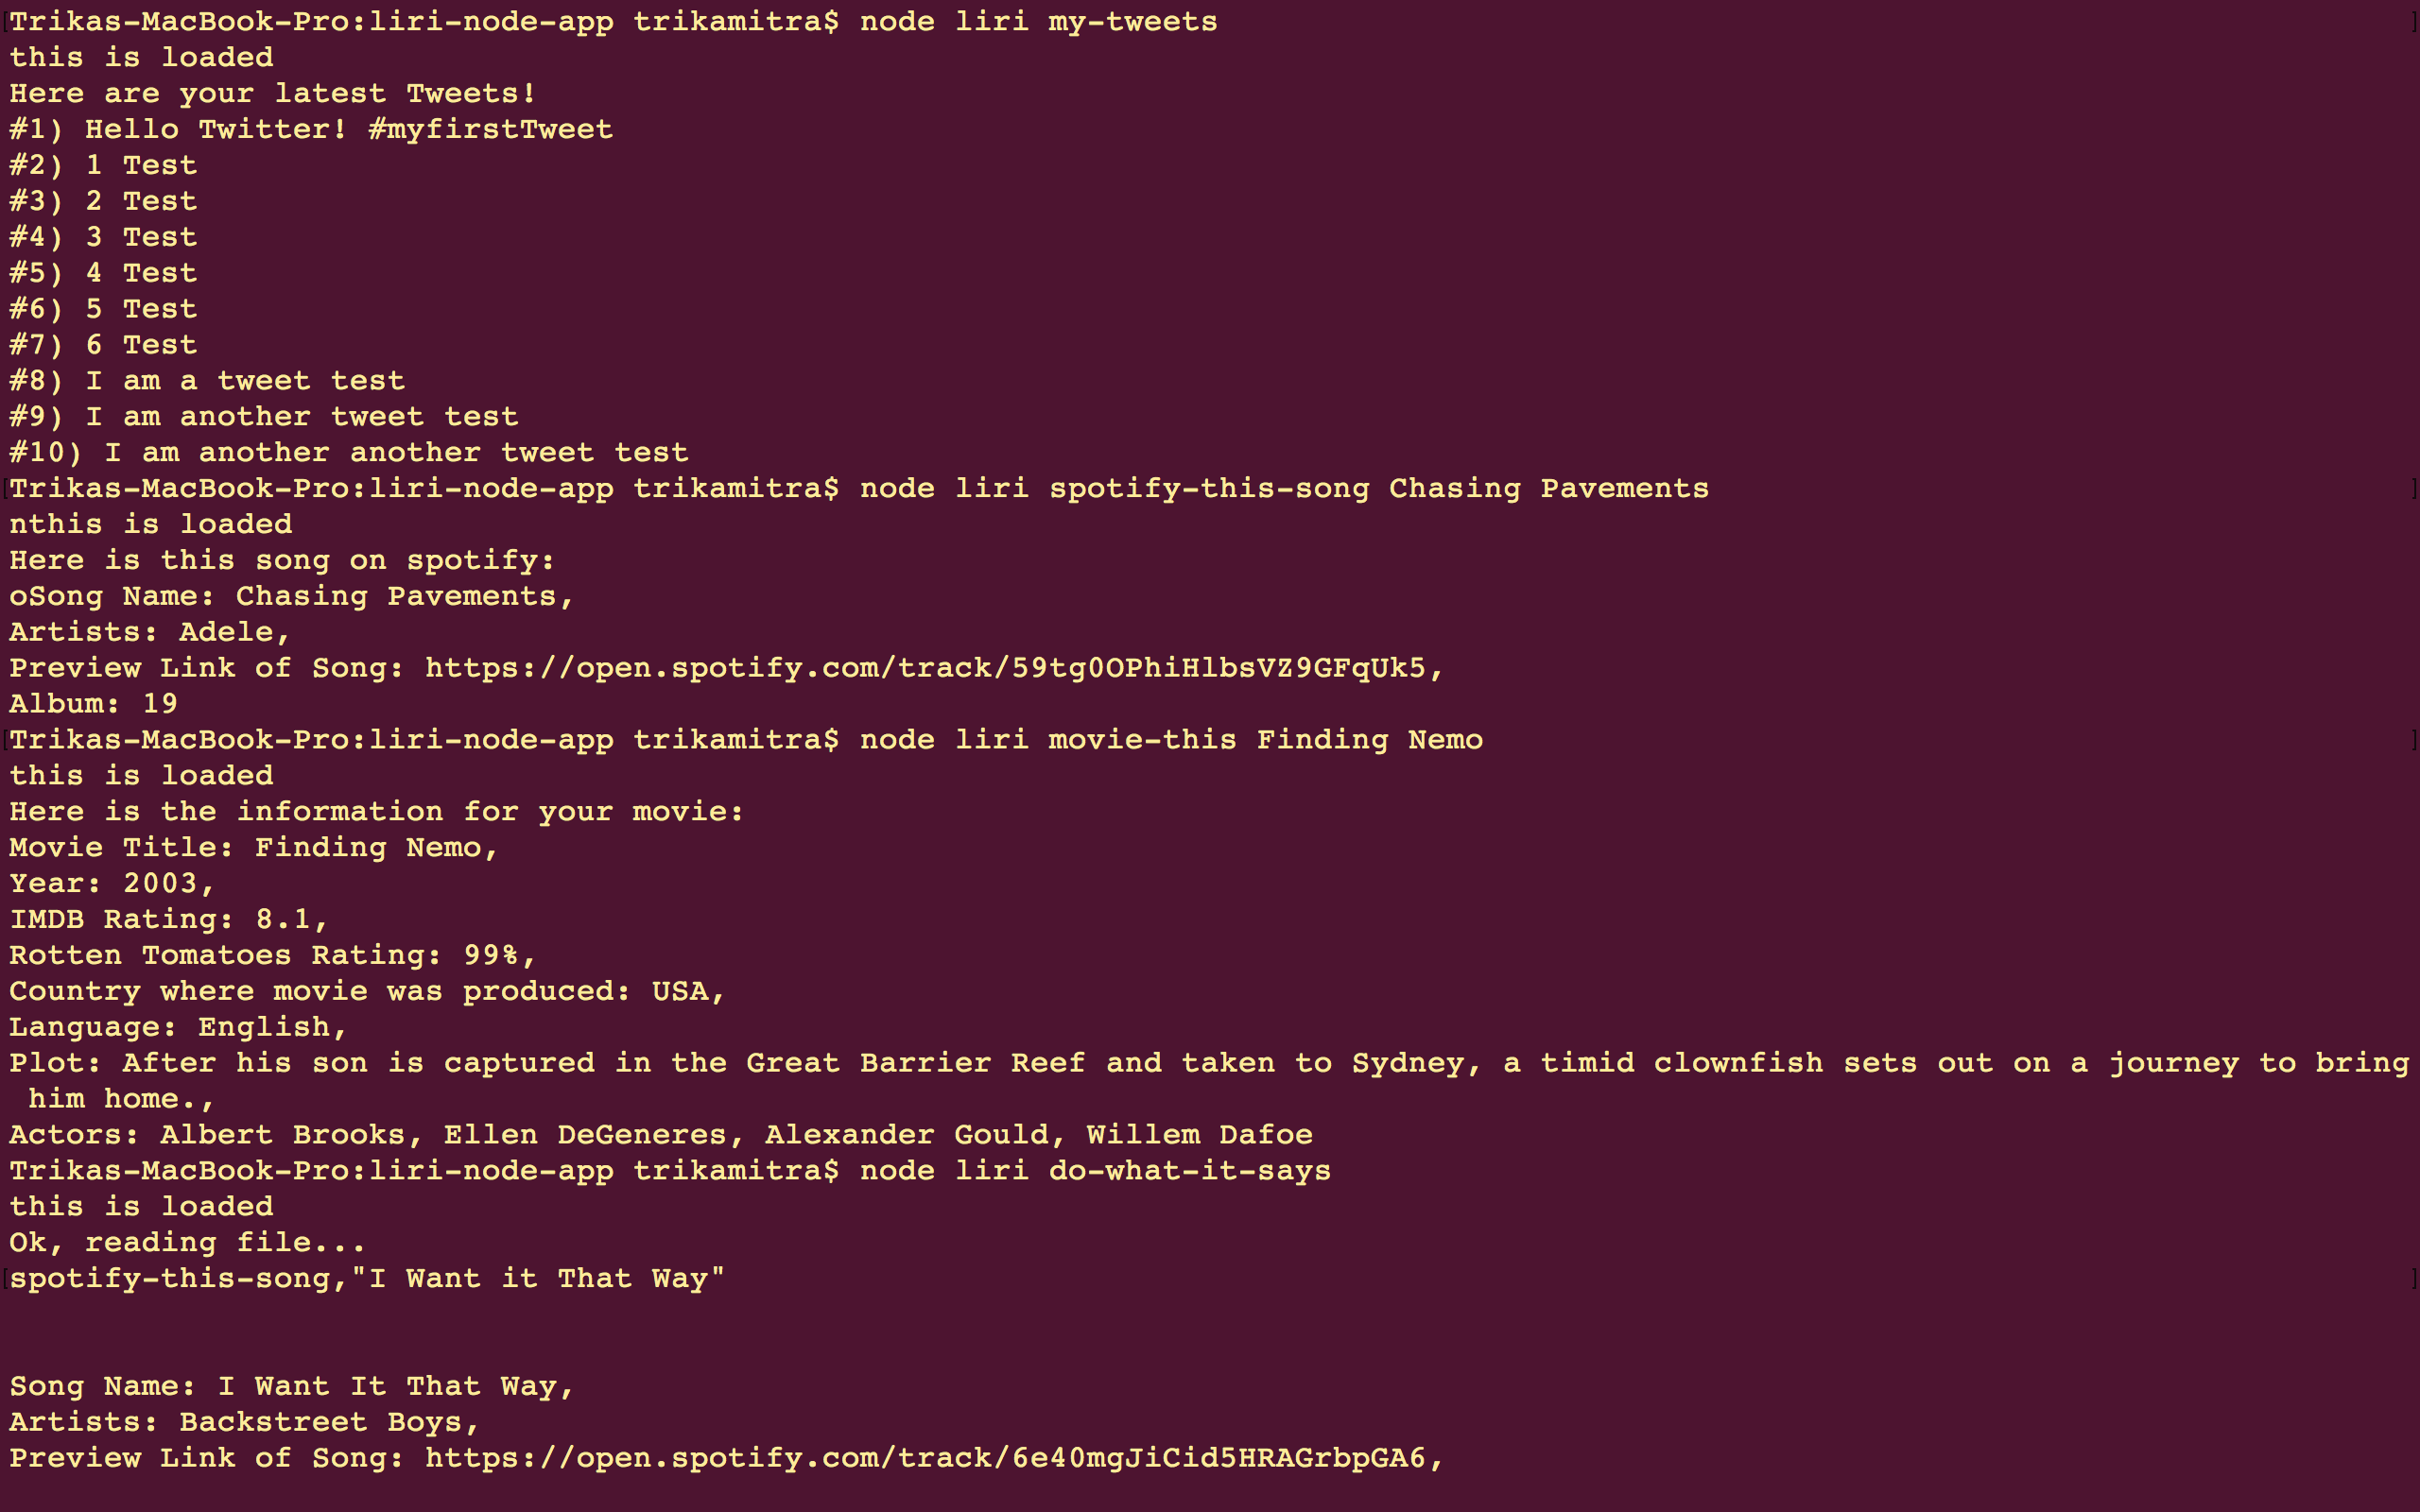 Trikas-MacBook-Pro:liri-node-app trikamitra$ node liri my-tweets
this is loaded
Here are your latest Tweets!
#1) Hello Twitter! #myfirstTweet
#2) 1 Test
#3) 2 Test
#4) 3 Test
#5) 4 Test
#6) 5 Test
#7) 6 Test
#8) I am a tweet test
#9) I am another tweet test
#10) I am another another tweet test
Trikas-MacBook-Pro:liri-node-app trikamitra$ node liri spotify-this-song Chasing Pavements
nthis is loaded
Here is this song on spotify:
oSong Name: Chasing Pavements,
Artists: Adele,
Preview Link of Song: https://open.spotify.com/track/59tg0OPhiHlbsVZ9GFqUk5,
Album: 19
Trikas-MacBook-Pro:liri-node-app trikamitra$ node liri movie-this Finding Nemo
this is loaded
Here is the information for your movie:
Movie Title: Finding Nemo,
Year: 2003,
IMDB Rating: 8.1,
Rotten Tomatoes Rating: 99%,
Country where movie was produced: USA,
Language: English,
Plot: After his son is captured in the Great Barrier Reef and taken to Sydney, a timid clownfish sets out on a journey to bring
 him home.,
Actors: Albert Brooks, Ellen DeGeneres, Alexander Gould, Willem Dafoe
Trikas-MacBook-Pro:liri-node-app trikamitra$ node liri do-what-it-says
this is loaded
Ok, reading file...
spotify-this-song,"I Want it That Way"
Song Name: I Want It That Way,
Artists: Backstreet Boys,
Preview Link of Song: https://open.spotify.com/track/6e40mgJiCid5HRAGrbpGA6,